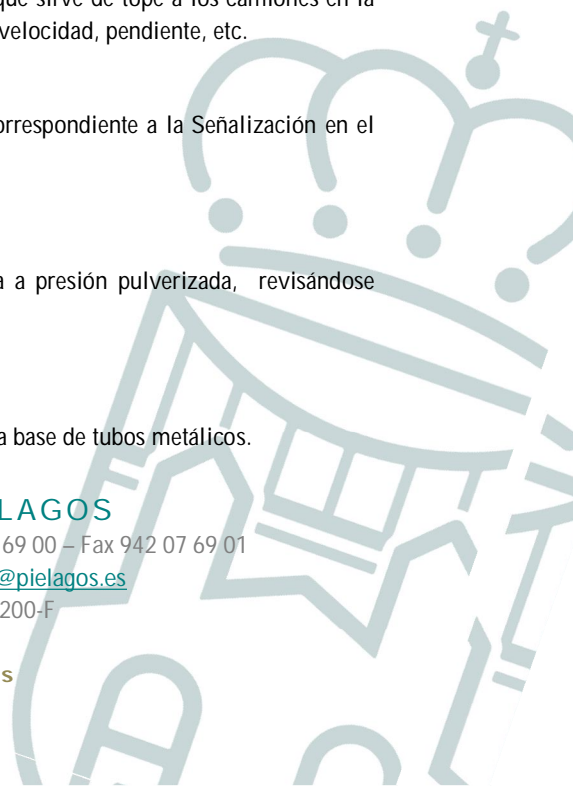 que sirve de tope a los camiones en la
velocidad, pendiente, etc.
orrespondiente a la Señalización en el
a a presión pulverizada, revisándose
a base de tubos metálicos.
LAGOS
69 00 – Fax 942 07 69 01
@pielagos.es
200-F
s